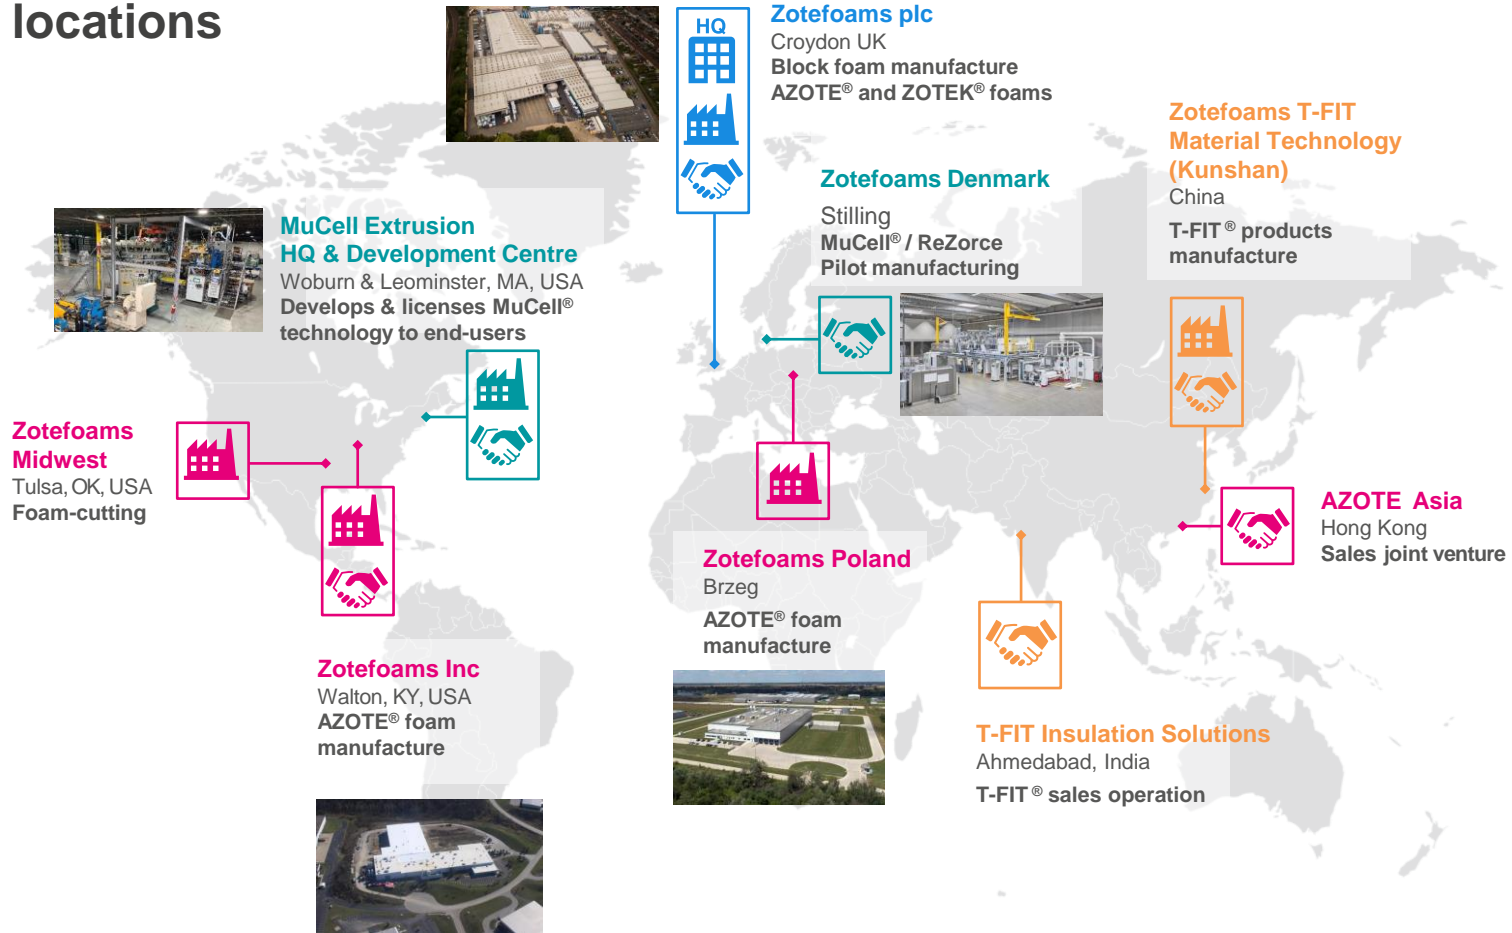 locations
HQ
Zotefoams plc
Croydon UK
Block foam manufacture
AZOTE® and ZOTEK® foams
Zotefoams T-FIT
Material Technology
(Kunshan)
China
T-FIT ® products
manufacture
Zotefoams Denmark
Stilling
MuCell® / ReZorce
Pilot manufacturing
MuCell Extrusion
HQ & Development Centre
Woburn & Leominster, MA, USA
Develops & licenses MuCell®
technology to end-users
Zotefoams
Midwest
Tulsa, OK, USA
Foam-cutting
AZOTE Asia
Hong Kong
Sales joint venture
Zotefoams Poland
Brzeg
AZOTE® foam
manufacture
Zotefoams Inc
Walton, KY, USA
AZOTE® foam
manufacture
T-FIT Insulation Solutions
Ahmedabad, India
T-FIT ® sales operation